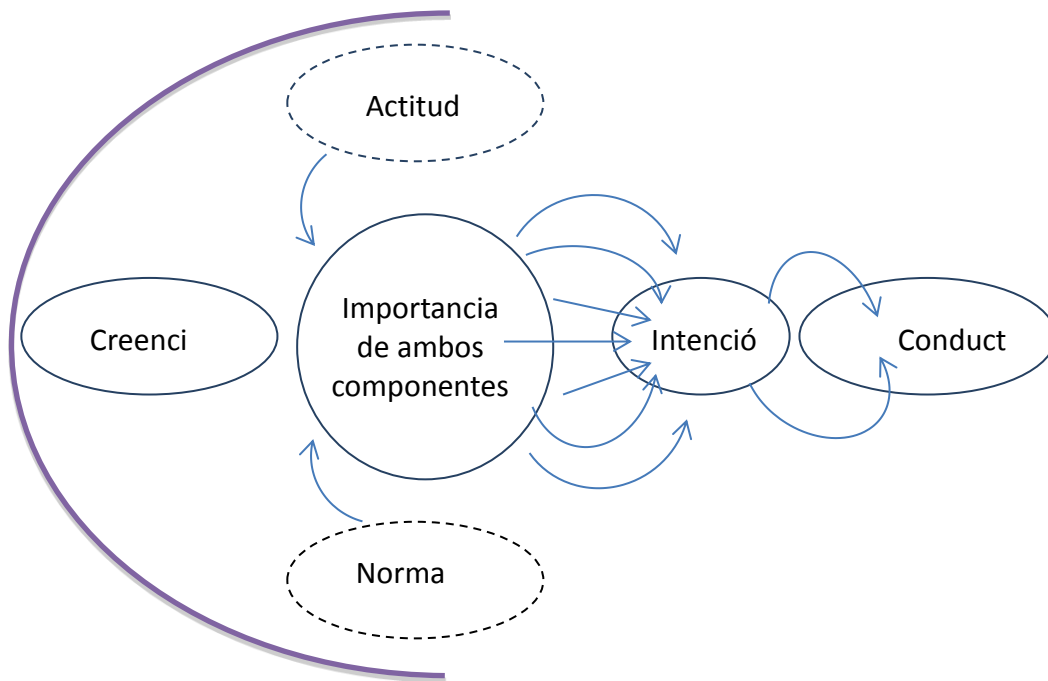 Actitud
Creenci
Importancia
de ambos
componentes
Intenció
Conduct
Norma